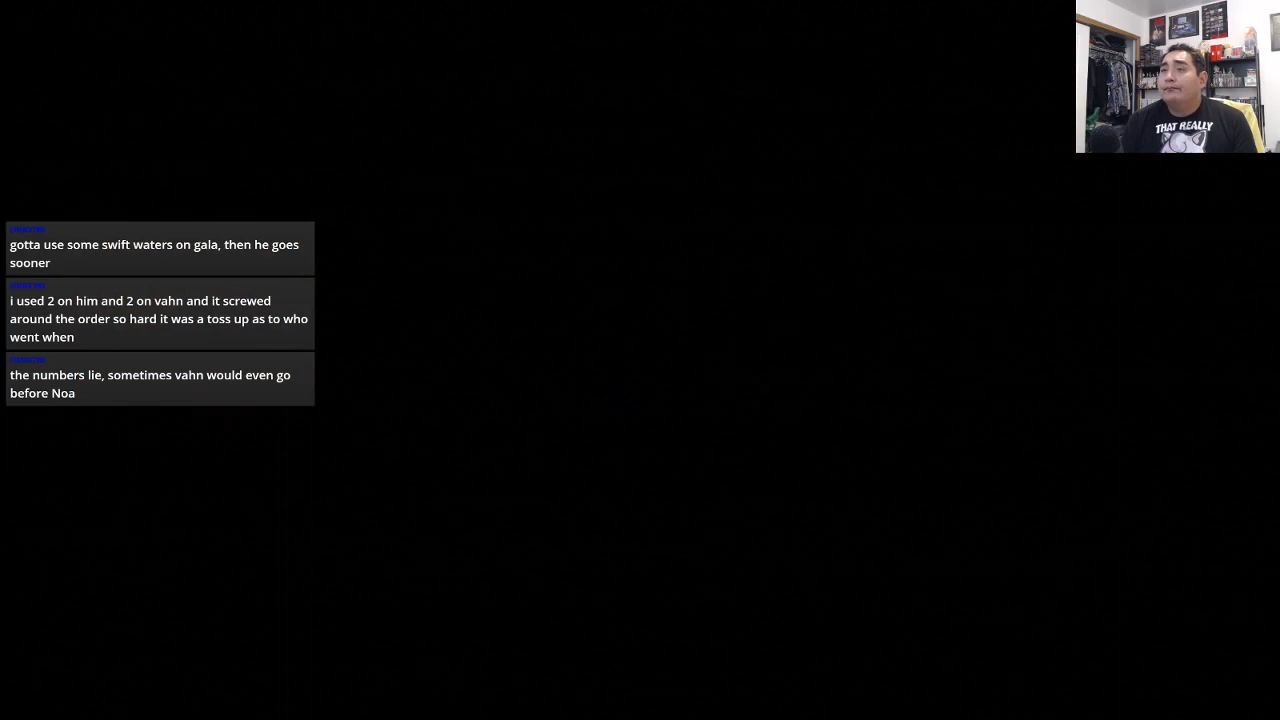 gotta use some swift waters on gala, then he goes
sooner
i used 2 on him and 2 on vahn and it screwed
around the order so hard it was a toss up as to who
went when
the numbers lie, sometimes vahn would even go
before Noa
THAT REALLY